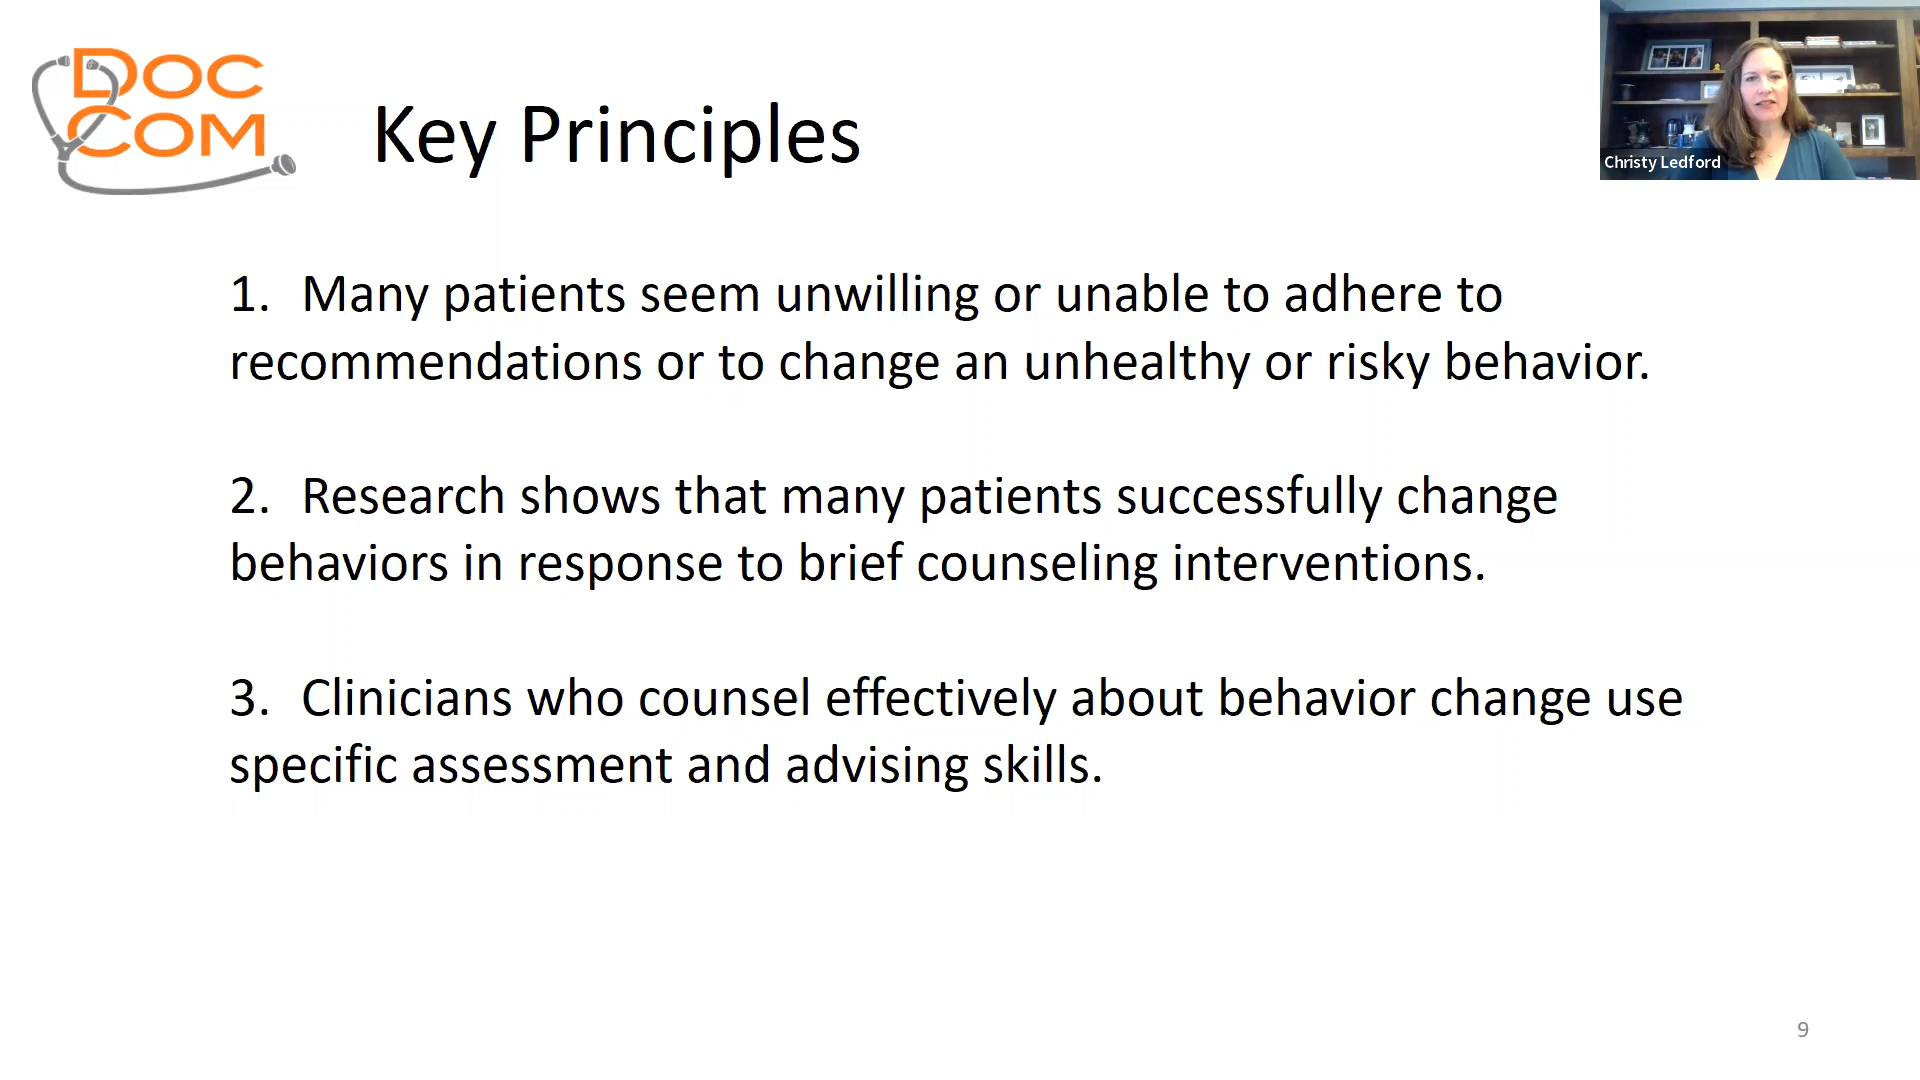 DOC
COM
Key Principles
Christy Ledford
1. Many patients seem unwilling or unable to adhere to
recommendations or to change an unhealthy or risky behavior.
2. Research shows that many patients successfully change
behaviors in response to brief counseling interventions.
3. Clinicians who counsel effectively about behavior change use
specific assessment and advising skills.
9